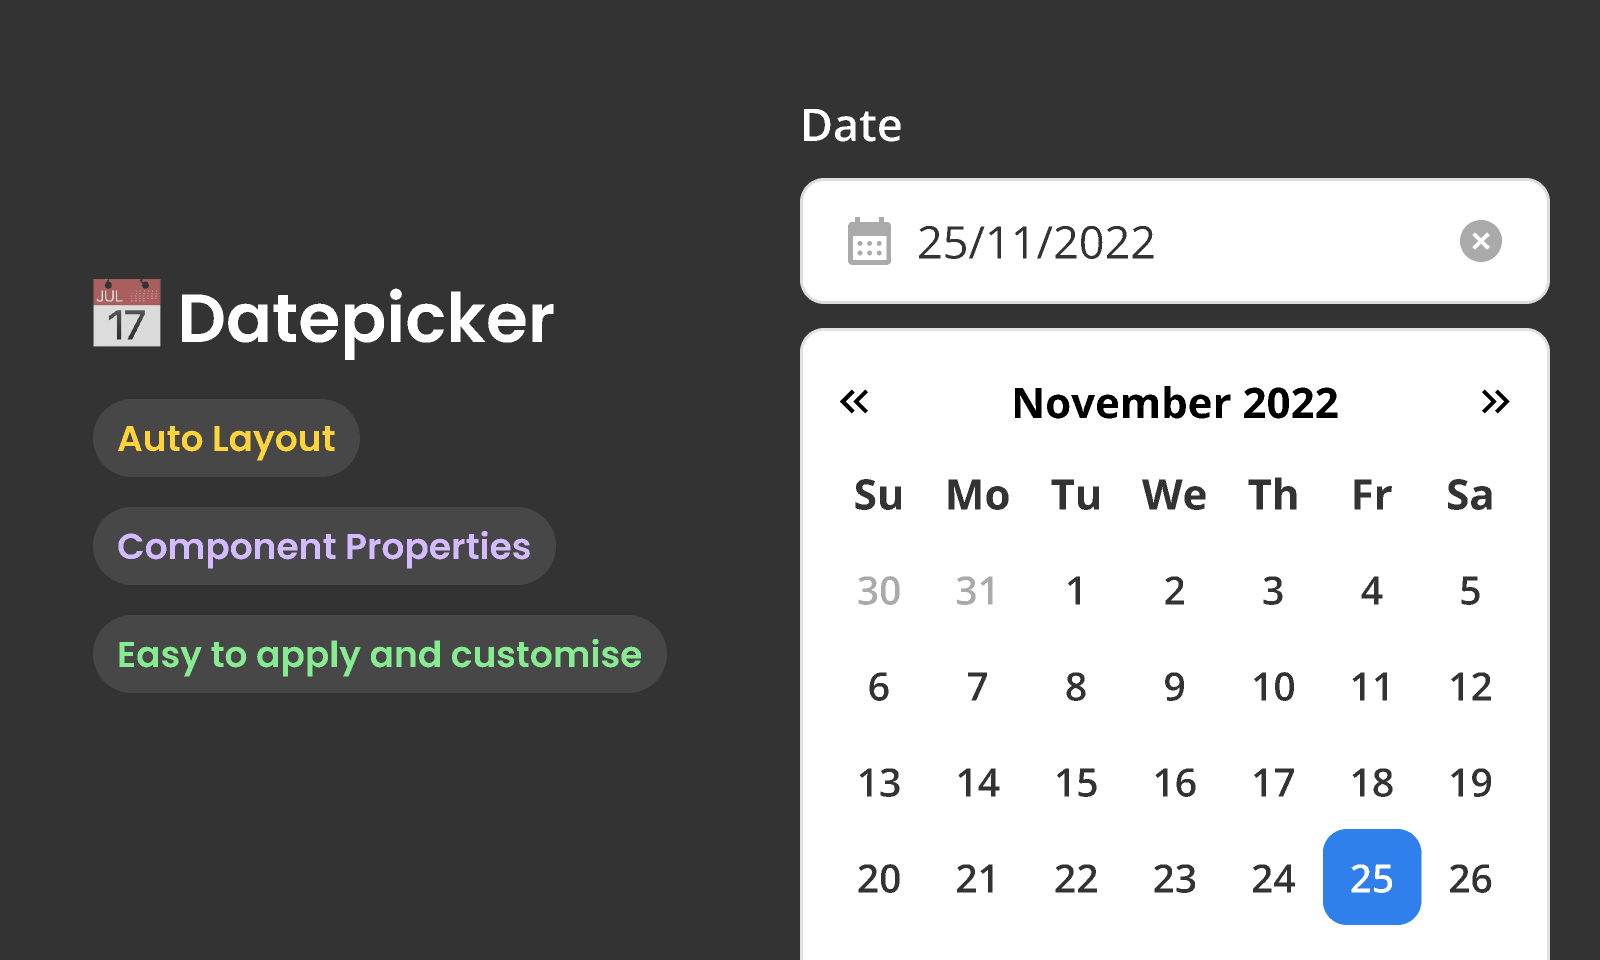 JUL
17
Datepicker
Auto Layout
Component Properties
Easy to apply and customise
Date
25/11/2022
November 2022
Su Mo Tu We Th Fr Sa
30 31 1 2 3 4 5
6 7 8 9 10 11 12
13 14 15 16 17 18 19
20 21 22 23 24 25 26